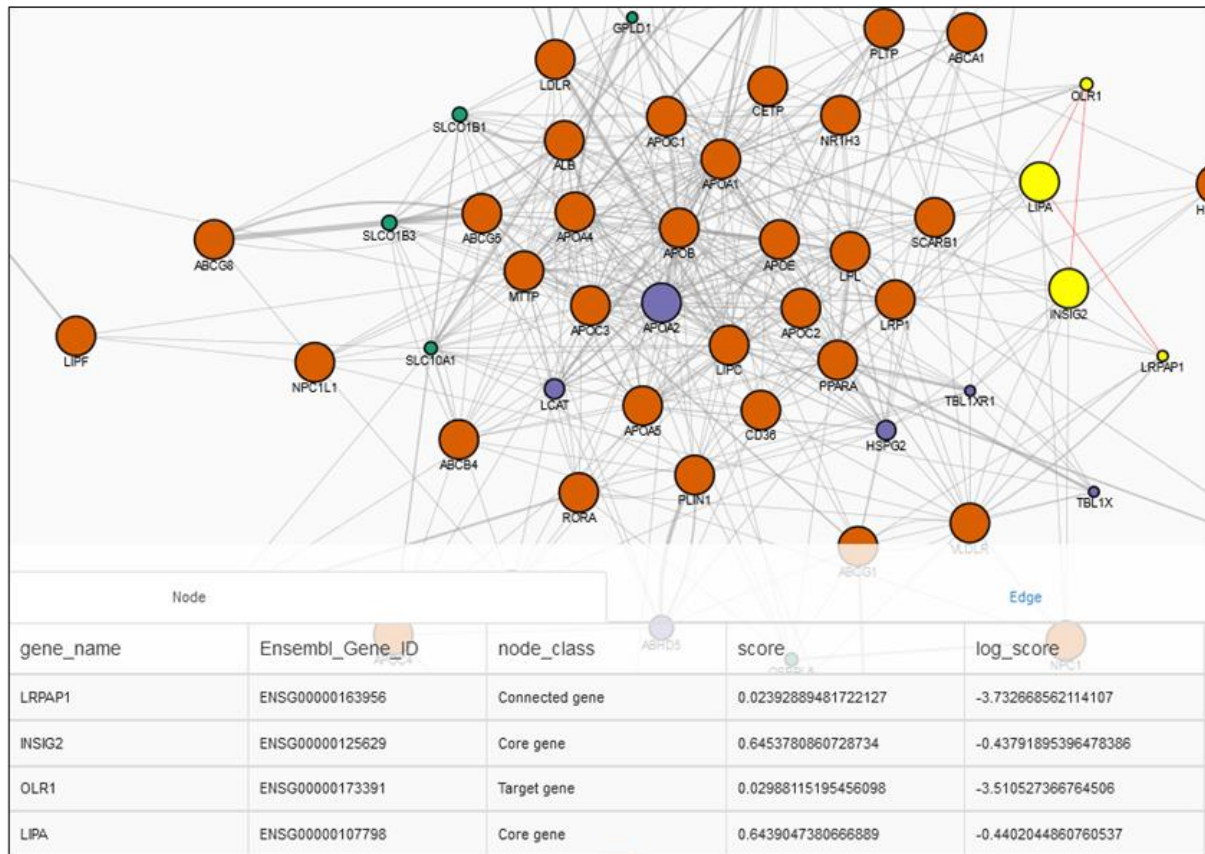 GPLD1
LDLR
PLTP
ABCA1
CETP
OLR1
SLCO1B1
APOC1
NR1H3
ALB
APOA1
LIPA
ABCG5
APOA4
SCARB1
SLCO1B3
APOB
APOE
LPL
ABCG8
MTTP
APOC3
APOA2
APOC2
LRP1
INSIG2
LIPF
NPC1L1
SLC10A1
LIPC
PPARA
LRPAP1
LCAT
APOA5
CD36
TBL1XR1
HSPG2
ABCB4
PLIN1
RORA
TBL1X
VLDLR
ABCG1
Node Edge
gene_name Ensembl_Gene_ID node_class score log_score
NPC1
LRPAP1 ENSG00000163956 Connected gene 0.02392889481722127 -3.732668562114107
INSIG2 ENSG00000125629 Core gene 0.6453780860728734 -0.43791895396478386
OLR1 ENSG00000173391 Target gene 0.02988115195456098 -3.510527366764506
LIPA ENSG00000107798 Core gene 0.6439047380666889 -0.4402044860760537